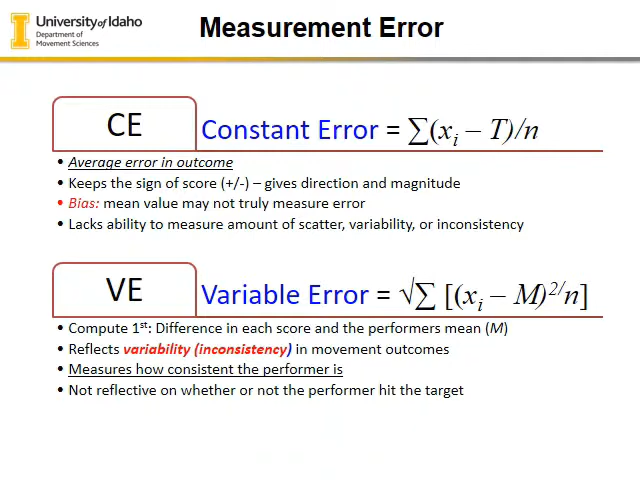 University of Idaho
Department of
Movement Sciences
Measurement Error
CE
Constant Error = ∑(xᵢ – T)/n
• Average error in outcome
• Keeps the sign of score (+/-) – gives direction and magnitude
• Bias: mean value may not truly measure error
• Lacks ability to measure amount of scatter, variability, or inconsistency
VE
Variable Error = √∑ [(xᵢ – M)²/n]
• Compute 1st: Difference in each score and the performers mean (M)
• Reflects variability (inconsistency) in movement outcomes
• Measures how consistent the performer is
• Not reflective on whether or not the performer hit the target